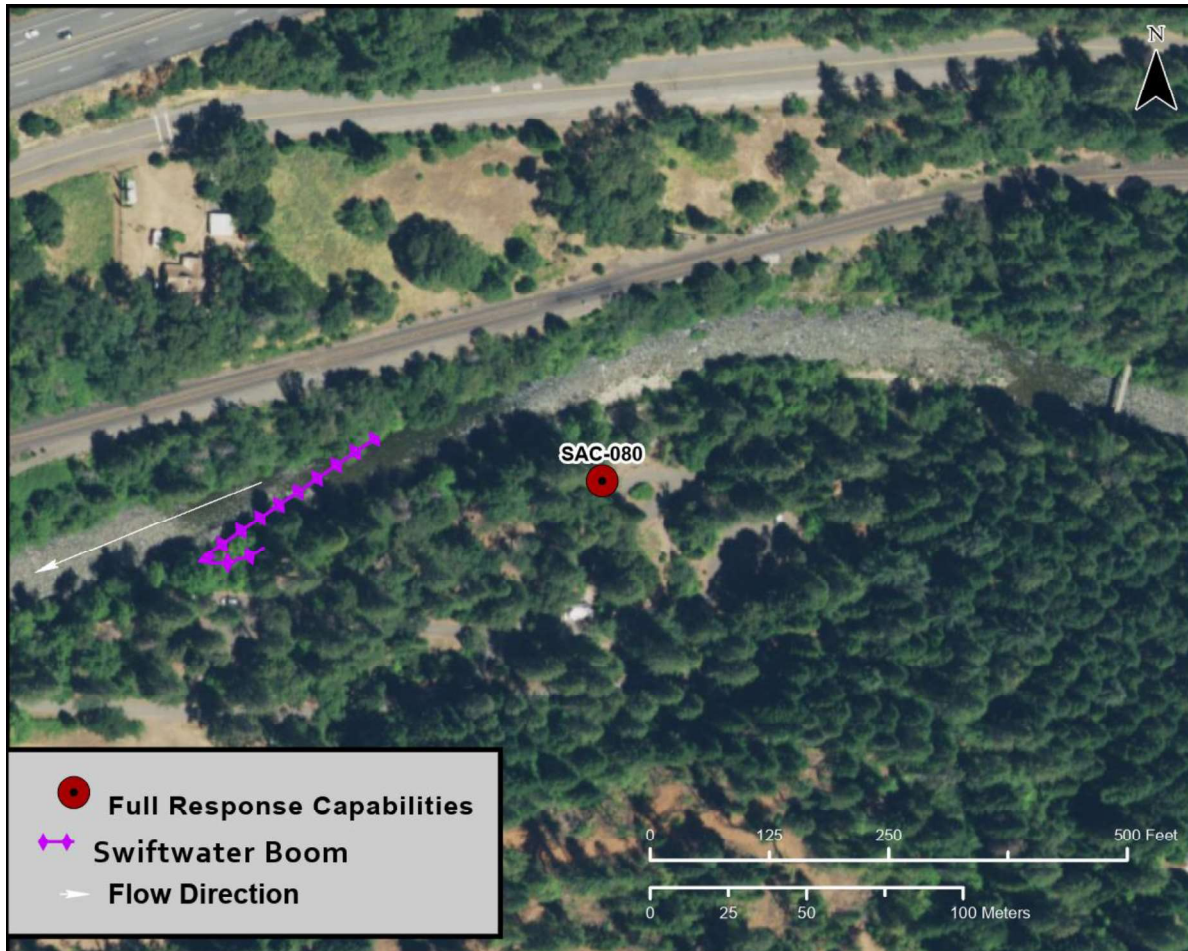 N
SAC-080
Full Response Capabilities
Swiftwater Boom
Flow Direction
0 125 250 500 Feet
0 25 50 100 Meters